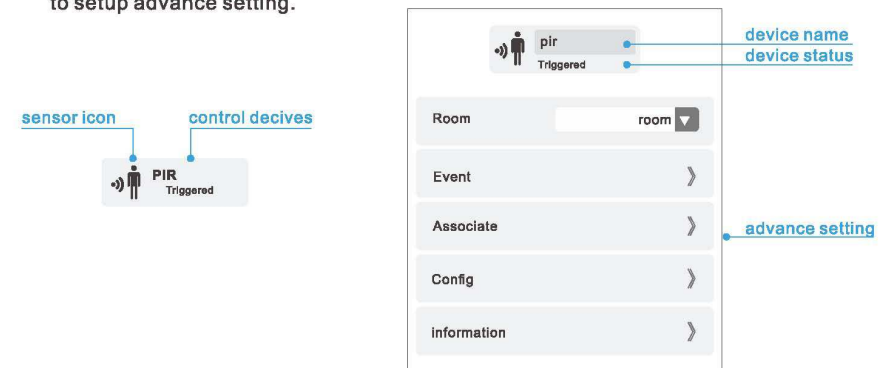 to setup advance setting.
sensor icon
control decives
PIR
Triggered
pir
Triggered
device name
device status
Room
room
Event
Associate
advance setting
Config
information